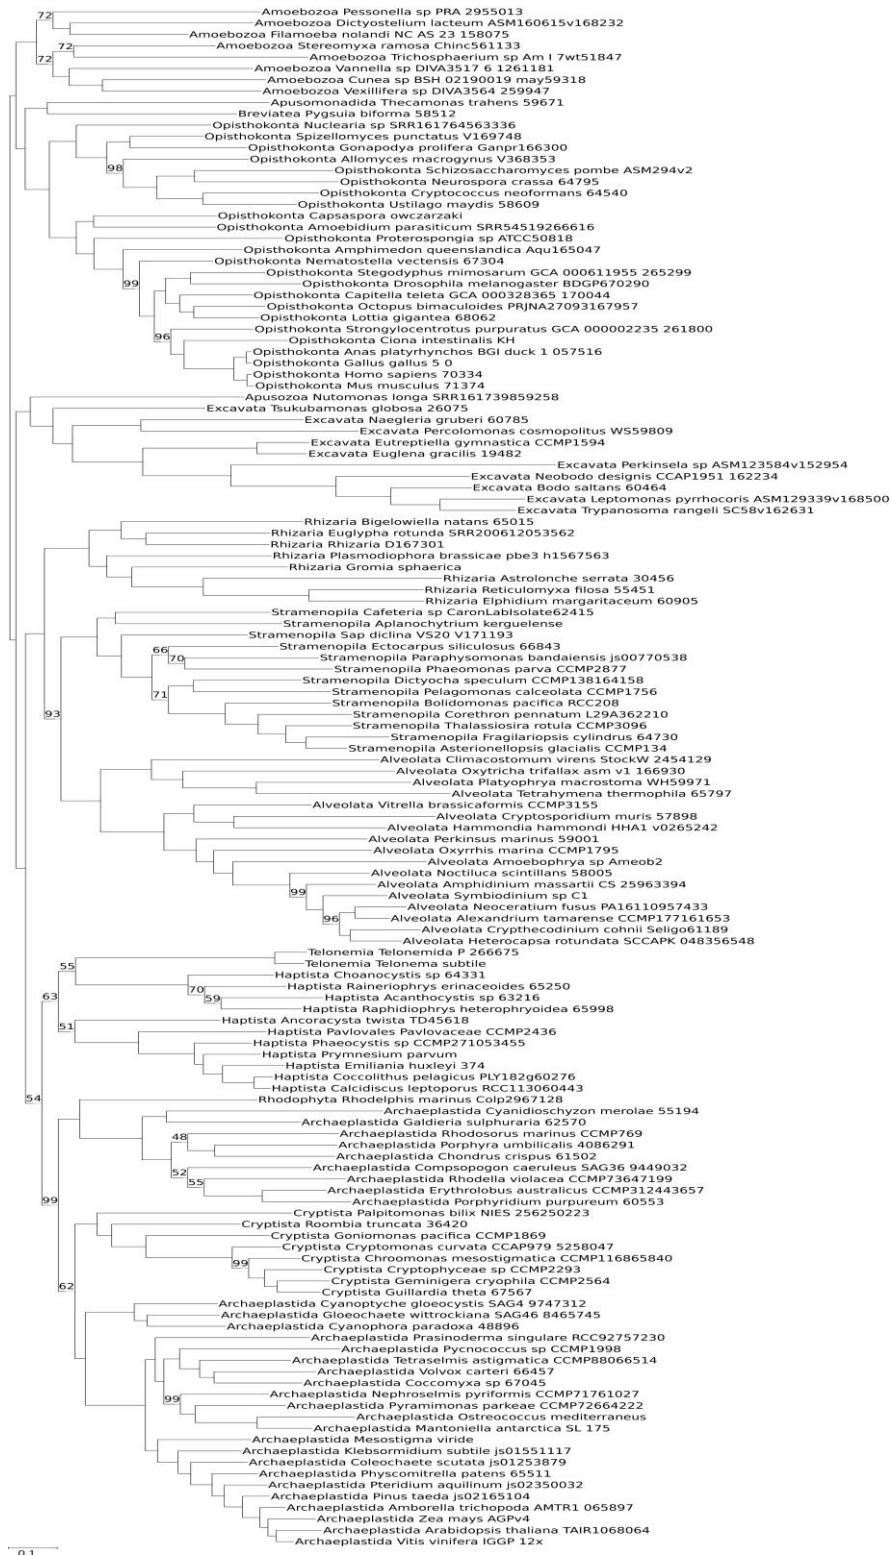 Amoebozoa Pessonella sp PRA 2955013
72
Amoebozoa Dictyostelium lacteum ASM160615v168232
Amoebozoa Filamoeba nolandi NC AS 23 158075
72
Amoebozoa Stereomyxa ramosa Chinc561133
72
Amoebozoa Trichosphaerium sp Am I 7wt51847
Amoebozoa Vannella sp DIVA3517 6 1261181
Amoebozoa Cunea sp BSH 02190019 may59318
Amoebozoa Vexillifera sp DIVA3564 259947
Apusomonadida Thecamonas trahens 59671
Breviatea Pygsuia biforma 58512
Opisthokonta Nuclearia sp SRR161764563336
Opisthokonta Spizellomyces punctatus V169748
Opisthokonta Gonapodya prolifera Ganpr166300
Opisthokonta Allomyces macrogynus V368353
98
Opisthokonta Schizosaccharomyces pombe ASM294v2
Opisthokonta Neurospora crassa 64795
Opisthokonta Cryptococcus neoformans 64540
Opisthokonta Ustilago maydis 58609
Opisthokonta Capsaspora owczarzaki
Opisthokonta Amoebidium parasiticum SRR54519266616
Opisthokonta Proterospongia sp ATCC50818
Opisthokonta Amphimedon queenslandica Aqu165047
Opisthokonta Nematostella vectensis 67304
Opisthokonta Stegodyphus mimosarum GCA 000611955 265299
99
Opisthokonta Drosophila melanogaster BDGP670290
Opisthokonta Capitella teleta GCA 000328365 170044
Opisthokonta Octopus bimaculoides PRJNA27093167957
Opisthokonta Lottia gigantea 68062
Opisthokonta Strongylocentrotus purpuratus GCA 000002235 261800
96
Opisthokonta Ciona intestinalis KH
Opisthokonta Anas platyrhynchos BGI duck 1 057516
Opisthokonta Gallus gallus 5 0
Opisthokonta Homo sapiens 70334
Opisthokonta Mus musculus 71374
Apusozoa Nutomonas longa SRR161739859258
Excavata Tsukubamonas globosa 26075
Excavata Naegleria gruberi 60785
Excavata Percolomonas cosmopolitus WS59809
Excavata Eutreptiella gymnastica CCMP1594
Excavata Euglena gracilis 19482
Excavata Perkinsela sp ASM123584v152954
Excavata Neobodo designis CCAP1951 162234
Excavata Bodo saltans 60464
Excavata Leptomonas pyrrhocoris ASM129339v168500
Excavata Trypanosoma rangeli SC58v162631
Rhizaria Bigelowiella natans 65015
Rhizaria Euglypha rotunda SRR200612053562
Rhizaria Rhizaria D167301
Rhizaria Plasmodiophora brassicae pbe3 h1567563
Rhizaria Gromia sphaerica
Rhizaria Astrolonche serrata 30456
Rhizaria Reticulomyxa filosa 55451
Rhizaria Elphidium margaritaceum 60905
Stramenopila Cafeteria sp CaronLabIsolate62415
Stramenopila Aplanochytrium kerguelense
Stramenopila Sap diclina VS20 V171193
66
Stramenopila Ectocarpus siliculosus 66843
70
Stramenopila Paraphysomonas bandaiensis js00770538
Stramenopila Phaeomonas parva CCMP2877
Stramenopila Dictyocha speculum CCMP138164158
71
Stramenopila Pelagomonas calceolata CCMP1756
Stramenopila Bolidomonas pacifica RCC208
93
Stramenopila Corethron pennatum L29A362210
Stramenopila Thalassiosira rotula CCMP3096
Stramenopila Fragilariopsis cylindrus 64730
Stramenopila Asterionellopsis glacialis CCMP134
Alveolata Climacostomum virens StockW 2454129
Alveolata Oxytricha trifallax asm v1 166930
Alveolata Platyophrya macrostoma WH59971
Alveolata Tetrahymena thermophila 65797
Alveolata Vitrella brassicaformis CCMP3155
Alveolata Cryptosporidium muris 57898
Alveolata Hammondia hammondi HHA1 v0265242
Alveolata Perkinsus marinus 59001
Alveolata Oxyrrhis marina CCMP1795
Alveolata Amoebophrya sp Ameob2
Alveolata Noctiluca scintillans 58005
Alveolata Amphidinium massartii CS 25963394
99
Alveolata Symbiodinium sp C1
Alveolata Neoceratium fusus PA16110957433
96
Alveolata Alexandrium tamarense CCMP177161653
Alveolata Crypthecodinium cohnii Seligo61189
Alveolata Heterocapsa rotundata SCCAPK 048356548
Telonemia Telonemida P 266675
55
Telonemia Telonema subtile
Haptista Choanocystis sp 64331
70
Haptista Raineriophrys erinaceoides 65250
63
59
Haptista Acanthocystis sp 63216
Haptista Raphidiophrys heterophryoidea 65998
Haptista Ancoracysta twista TD45618
51
Haptista Pavlovales Pavlovaceae CCMP2436
Haptista Phaeocystis sp CCMP271053455
Haptista Prymnesium parvum
Haptista Emiliania huxleyi 374
Haptista Coccolithus pelagicus PLY182g60276
Haptista Calcidiscus leptoporus RCC113060443
54
Rhodophyta Rhodelphis marinus Colp2967128
Archaeplastida Cyanidioschyzon merolae 55194
Archaeplastida Galdieria sulphuraria 62570
48
Archaeplastida Rhodosorus marinus CCMP769
Archaeplastida Porphyra umbilicalis 4086291
Archaeplastida Chondrus crispus 61502
52
Archaeplastida Compsopogon caeruleus SAG36 9449032
55
Archaeplastida Rhodella violacea CCMP73647199
99
Archaeplastida Erythrolobus australicus CCMP312443657
Archaeplastida Porphyridium purpureum 60553
Cryptista Palpitomonas bilix NIES 256250223
Cryptista Roombia truncata 36420
Cryptista Goniomonas pacifica CCMP1869
Cryptista Cryptomonas curvata CCAP979 5258047
99
Cryptista Chroomonas mesostigmatica CCMP116865840
Cryptista Cryptophyceae sp CCMP2293
62
Cryptista Geminigera cryophila CCMP2564
Cryptista Guillardia theta 67567
Archaeplastida Cyanoptyche gloeocystis SAG4 9747312
Archaeplastida Gloeochaete wittrockiana SAG46 8465745
Archaeplastida Cyanophora paradoxa 48896
Archaeplastida Prasinoderma singulare RCC92757230
Archaeplastida Pycnococcus sp CCMP1998
Archaeplastida Tetraselmis astigmatica CCMP88066514
Archaeplastida Volvox carteri 66457
Archaeplastida Coccomyxa sp 67045
99
Archaeplastida Nephroselmis pyriformis CCMP71761027
Archaeplastida Pyramimonas parkeae CCMP72664222
Archaeplastida Ostreococcus mediterraneus
Archaeplastida Mantoniella antarctica SL 175
Archaeplastida Mesostigma viride
Archaeplastida Klebsormidium subtile js01551117
Archaeplastida Coleochaete scutata js01253879
Archaeplastida Physcomitrella patens 65511
Archaeplastida Pteridium aquilinum js02350032
Archaeplastida Pinus taeda js02165104
Archaeplastida Amborella trichopoda AMTR1 065897
Archaeplastida Zea mays AGPv4
Archaeplastida Arabidopsis thaliana TAIR1068064
Archaeplastida Vitis vinifera IGGP 12x
0.1